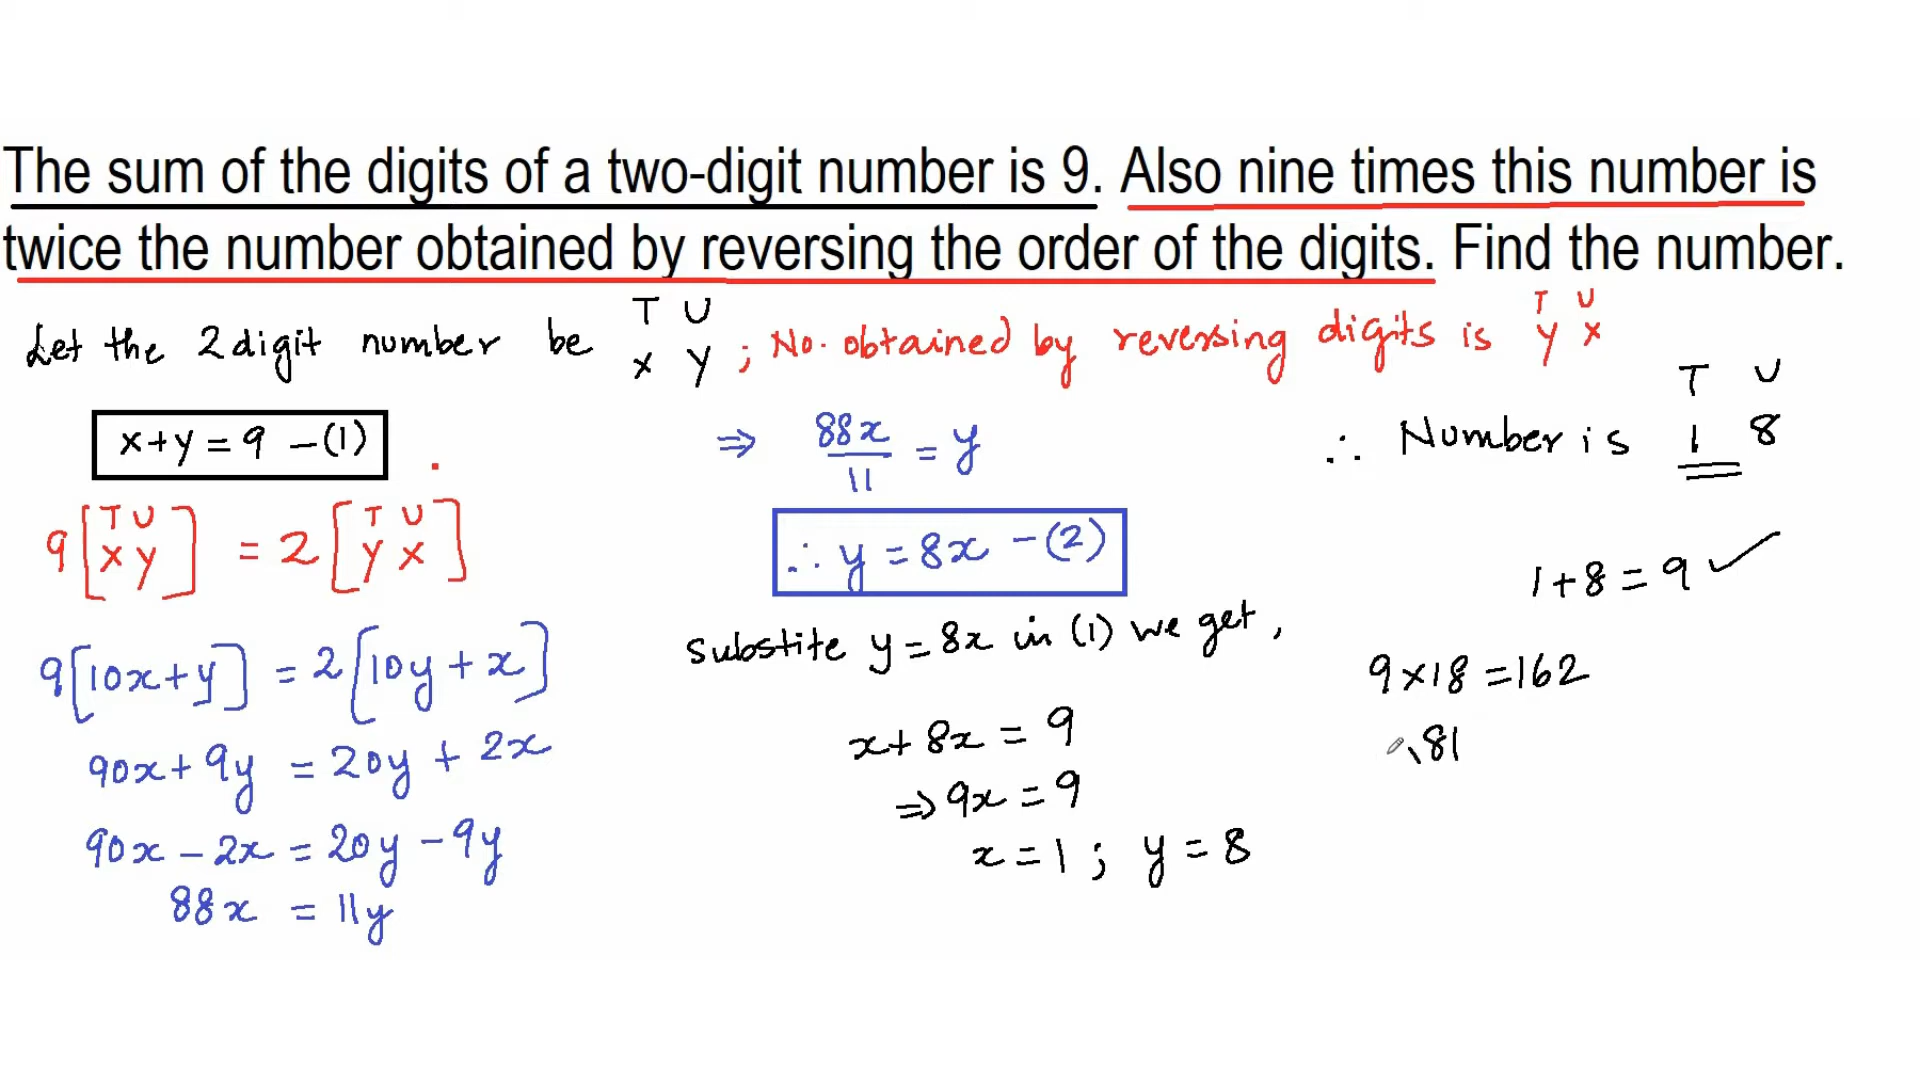 The sum of the digits of a two-digit number is 9. Also nine times this number is
twice the number obtained by reversing the order of the digits. Find the number.
T U
T U
Let the 2 digit number be x y ; No. obtained by reversing digits is y x
x + y = 9 - (1)
T U T U
9 [ x y ] = 2 [ y x ]
9 [10x + y] = 2 [10y + x]
90x + 9y = 20y + 2x
90x - 2x = 20y - 9y
88x = 11y
⇒ 88x/11 = y
∴ y = 8x - (2)
Substite y = 8x in (1) we get,
x + 8x = 9
⇒ 9x = 9
x = 1 ; y = 8
T U
∴ Number is 1 8
1 + 8 = 9 ✓
9 × 18 = 162
81